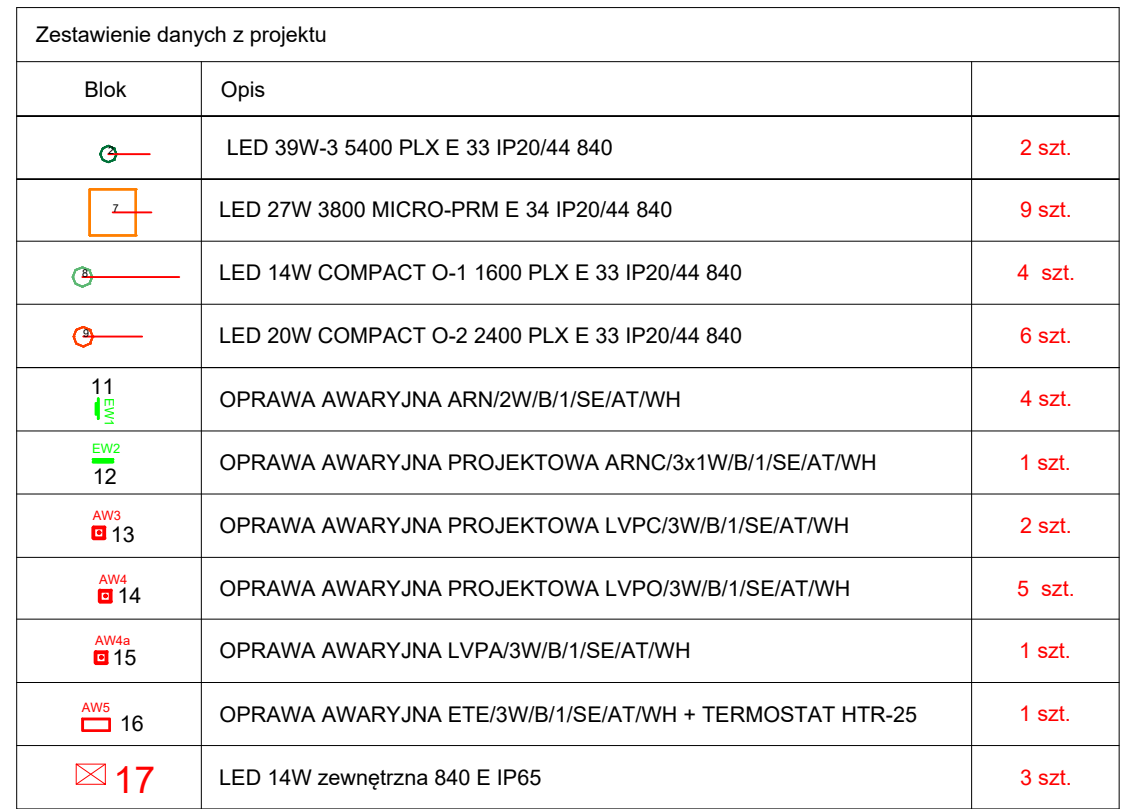 Zestawienie danych z projektu
Blok Opis
LED 39W-3 5400 PLX E 33 IP20/44 840 2 szt.
7 LED 27W 3800 MICRO-PRM E 34 IP20/44 840 9 szt.
8 LED 14W COMPACT O-1 1600 PLX E 33 IP20/44 840 4 szt.
9 LED 20W COMPACT O-2 2400 PLX E 33 IP20/44 840 6 szt.
11
EW1 OPRAWA AWARYJNA ARN/2W/B/1/SE/AT/WH 4 szt.
EW2
12 OPRAWA AWARYJNA PROJEKTOWA ARNC/3x1W/B/1/SE/AT/WH 1 szt.
AW3
13 OPRAWA AWARYJNA PROJEKTOWA LVPC/3W/B/1/SE/AT/WH 2 szt.
AW4
14 OPRAWA AWARYJNA PROJEKTOWA LVPO/3W/B/1/SE/AT/WH 5 szt.
AW4a
15 OPRAWA AWARYJNA LVPA/3W/B/1/SE/AT/WH 1 szt.
AW5
16 OPRAWA AWARYJNA ETE/3W/B/1/SE/AT/WH + TERMOSTAT HTR-25 1 szt.
17 LED 14W zewnętrzna 840 E IP65 3 szt.